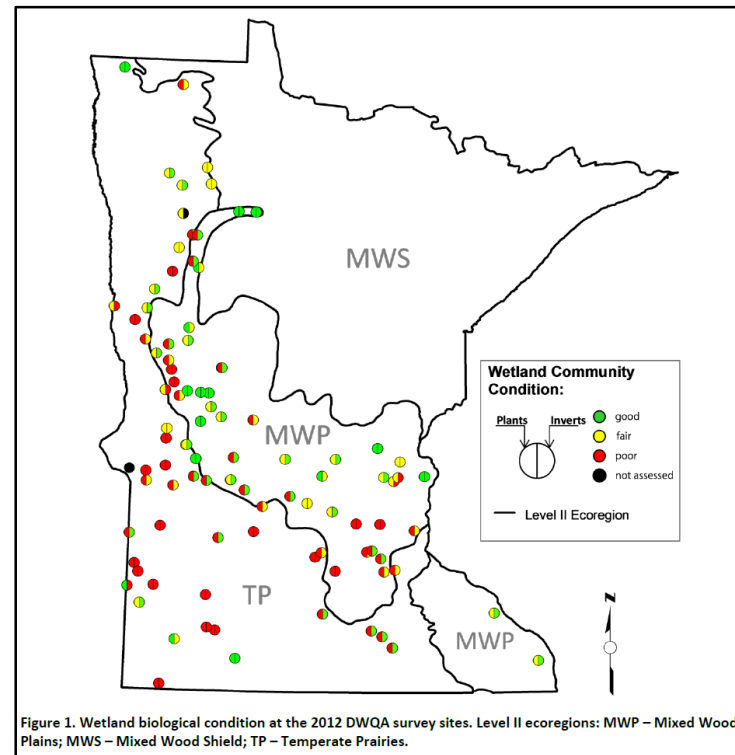 MWS
Wetland Community
Condition:
Plants
Inverts
good
fair
poor
not assessed
Level II Ecoregion
MWP
TP
MWP
N
Figure 1. Wetland biological condition at the 2012 DWQA survey sites. Level II ecoregions: MWP – Mixed Wood
Plains; MWS – Mixed Wood Shield; TP – Temperate Prairies.